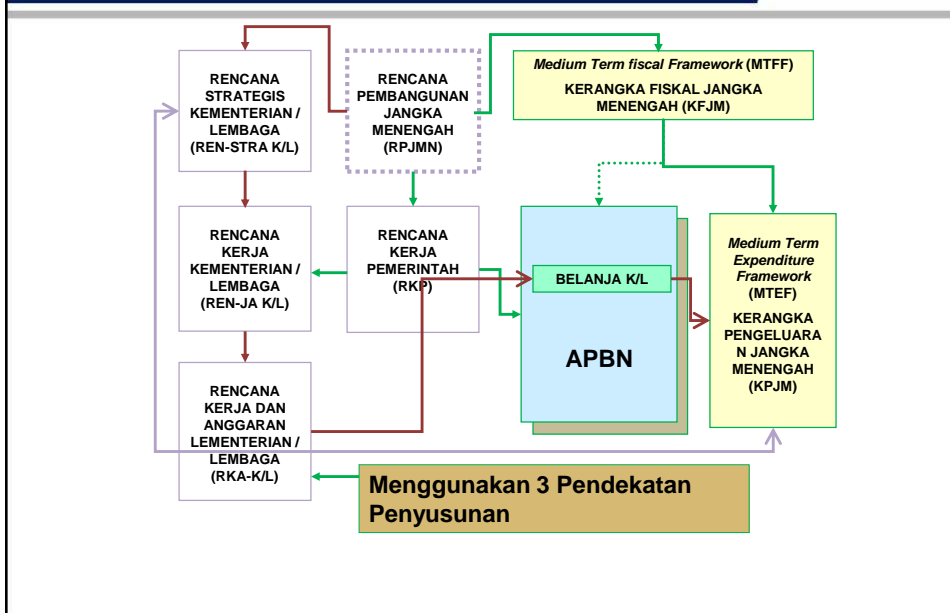 RENCANA
STRATEGIS
KEMENTERIAN /
LEMBAGA
(REN-STRA K/L)
RENCANA
PEMBANGUNAN
JANGKA
MENENGAH
(RPJMN)
Medium Term fiscal Framework (MTFF)
KERANGKA FISKAL JANGKA
MENENGAH (KFJM)
RENCANA
KERJA
KEMENTERIAN /
LEMBAGA
(REN-JA K/L)
RENCANA
KERJA
PEMERINTAH
(RKP)
BELANJA K/L
APBN
Medium Term
Expenditure
Framework
(MTEF)
KERANGKA
PENGELUARA
N JANGKA
MENENGAH
(KPJM)
RENCANA
KERJA DAN
ANGGARAN
LEMENTERIAN /
LEMBAGA
(RKA-K/L)
Menggunakan 3 Pendekatan
Penyusunan